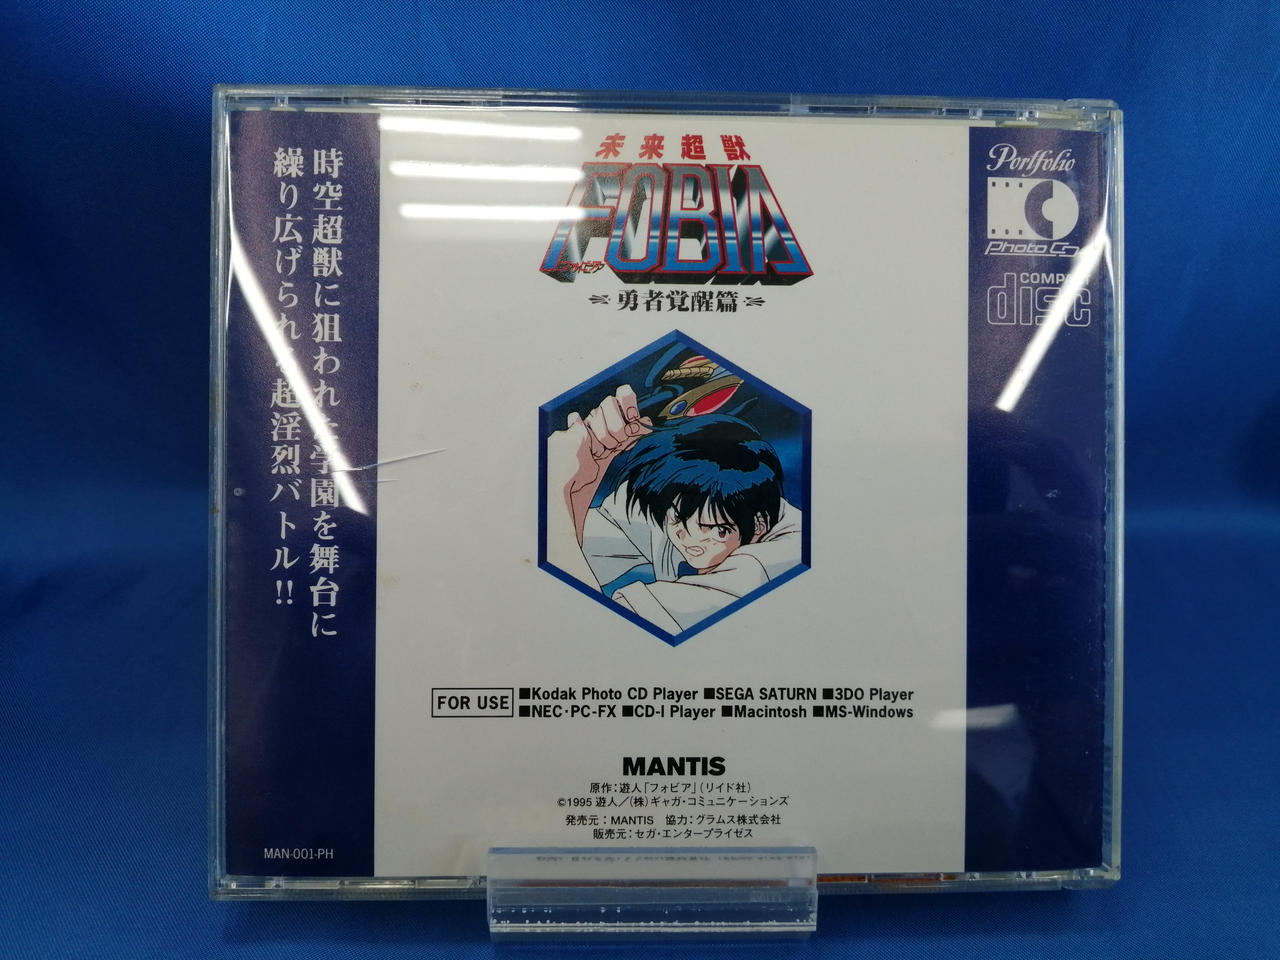 時空超獣に狙われた学園を舞台に
繰り広げられる超淫烈バトル!!
未来超獣
FOBIA
フォビア
勇者覚醒篇
Portfolio
Photo CD
COMPACT
disc
FOR USE
■Kodak Photo CD Player ■SEGA SATURN ■3DO Player
■NEC・PC-FX ■CD-I Player ■Macintosh ■MS-Windows
MANTIS
原作：遊人「フォビア」(リイド社)
©1995 遊人／(株)ギャガ・コミュニケーションズ
発売元：MANTIS 協力：グラムス株式会社
販売元：セガ・エンタープライゼス
MAN-001-PH